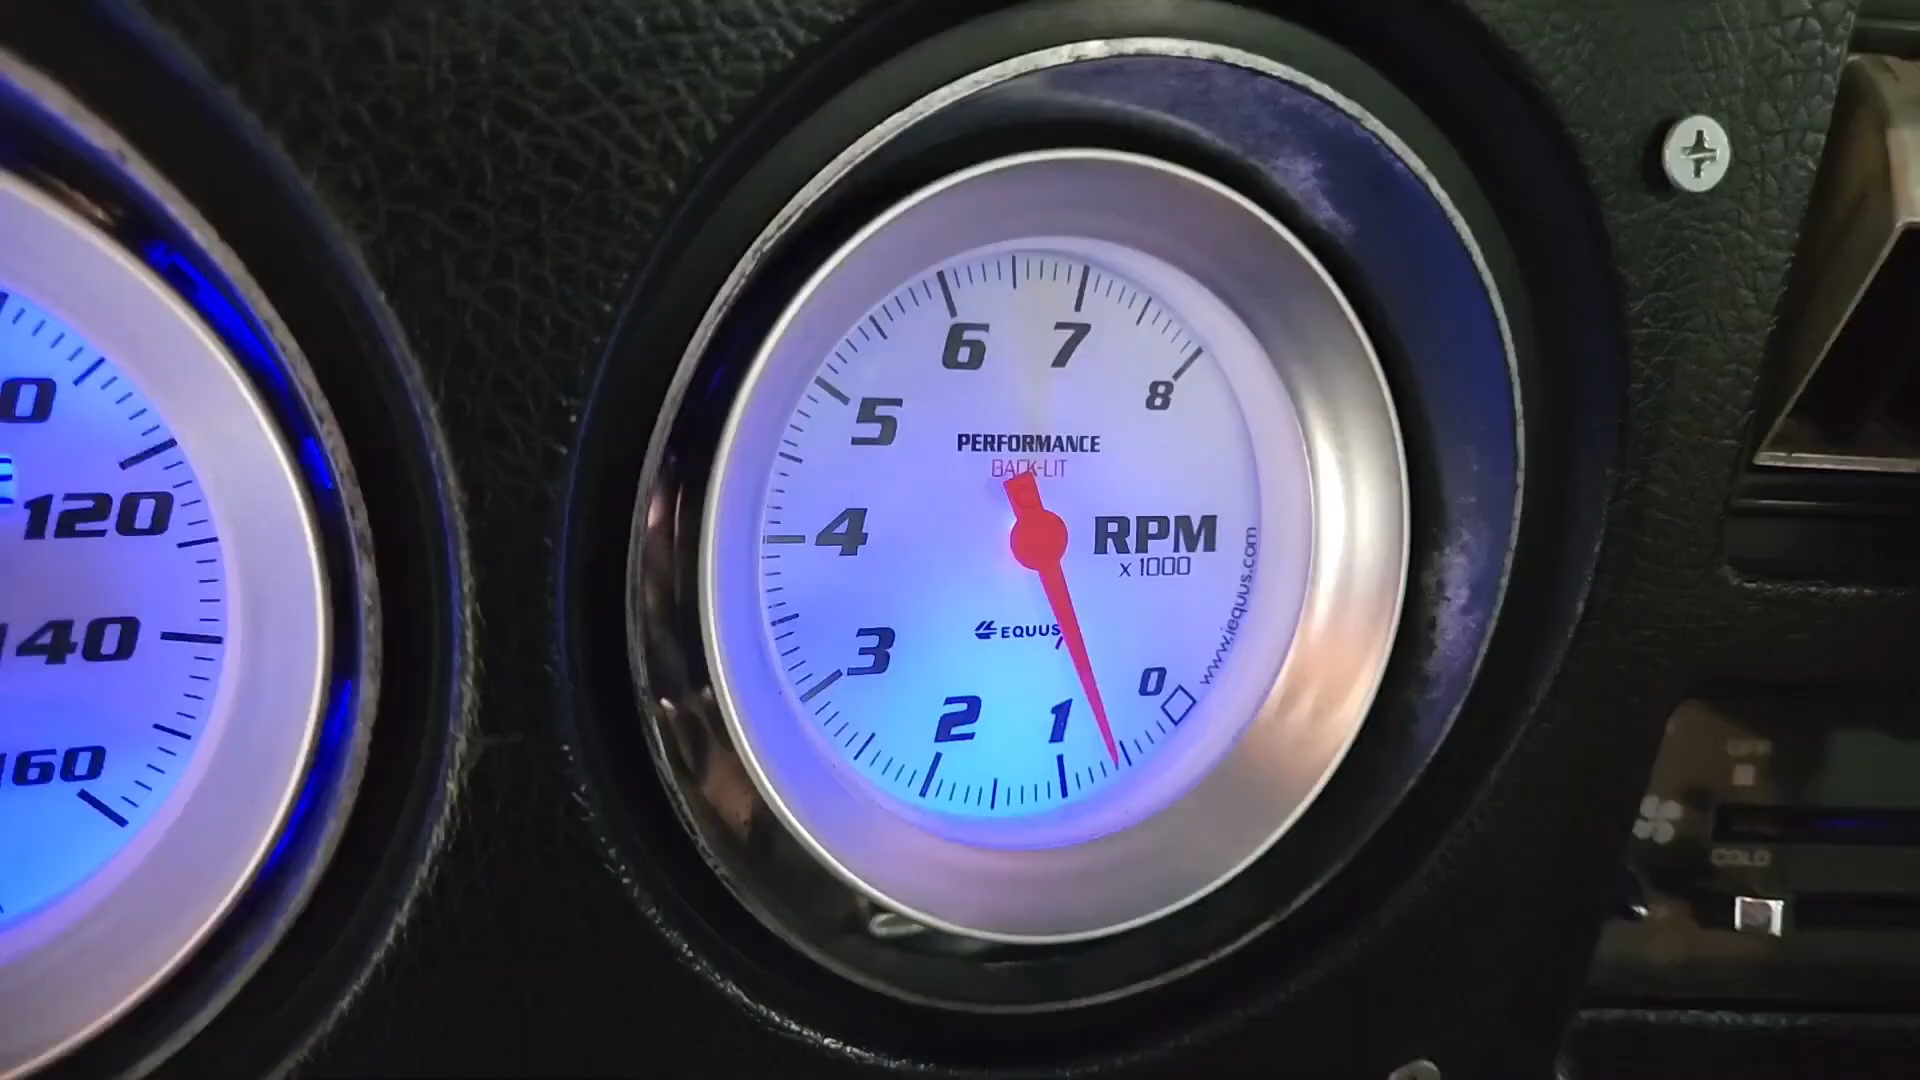 6 7
5 8
PERFORMANCE
BACK-LIT
4 RPM
x 1000
EQUUS
www.iequus.com
3 0
2 1
120
140
160
OFF
COLD